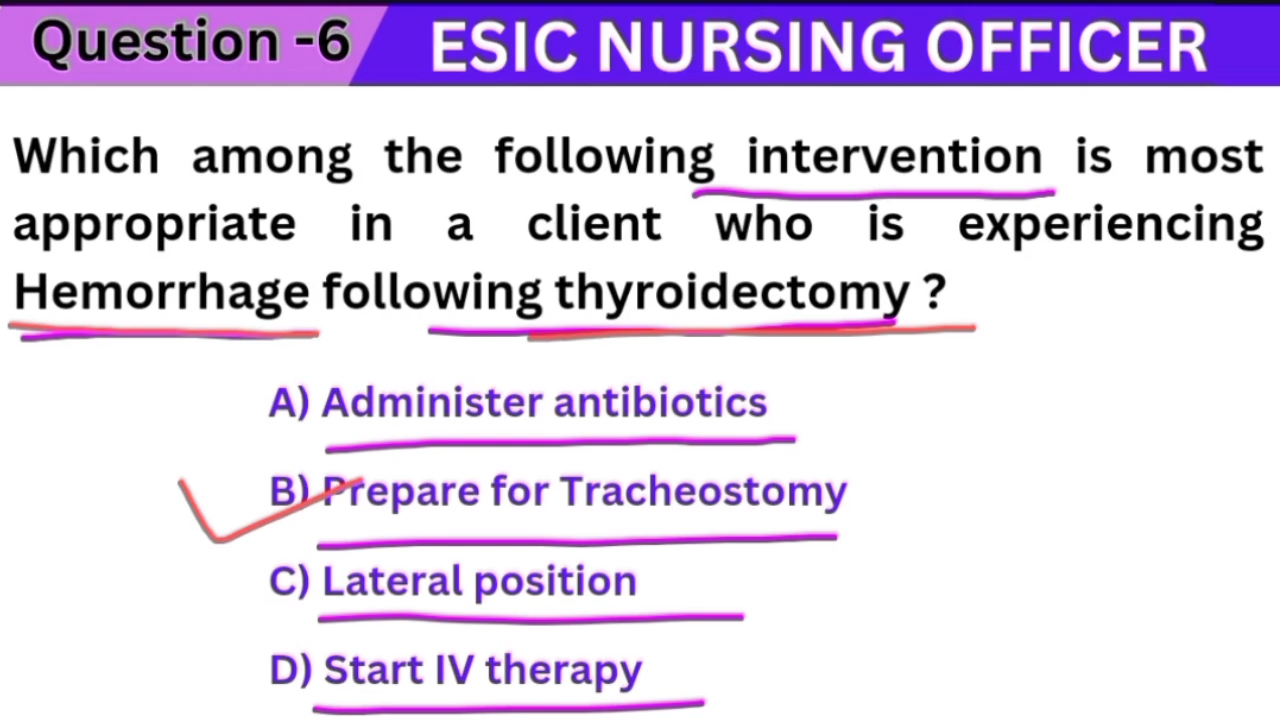 Question -6
ESIC NURSING OFFICER
Which among the following intervention is most
appropriate in a client who is experiencing
Hemorrhage following thyroidectomy ?
A) Administer antibiotics
B) Prepare for Tracheostomy
C) Lateral position
D) Start IV therapy